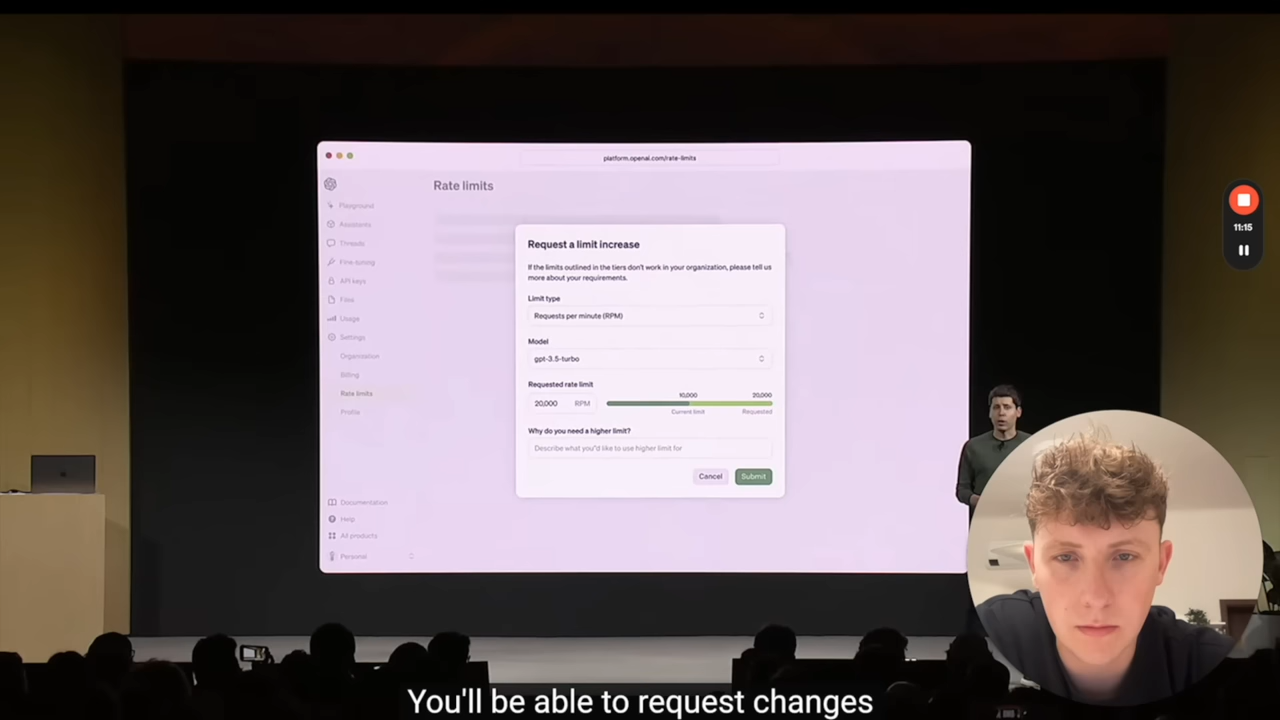 platform.openai.com/rate-limits
Rate limits
Playground
Assistants
Threads
Fine-tuning
API keys
Files
Usage
Settings
Organization
Billing
Rate limits
Profile
Documentation
Help
All products
Personal
Request a limit increase
If the limits outlined in the tiers don't work in your organization, please tell us
more about your requirements.
Limit type
Requests per minute (RPM)
Model
gpt-3.5-turbo
Requested rate limit
20,000 RPM
10,000 20,000
Current limit Requested
Why do you need a higher limit?
Describe what you'd like to use higher limit for
Cancel Submit
11:15
You'll be able to request changes